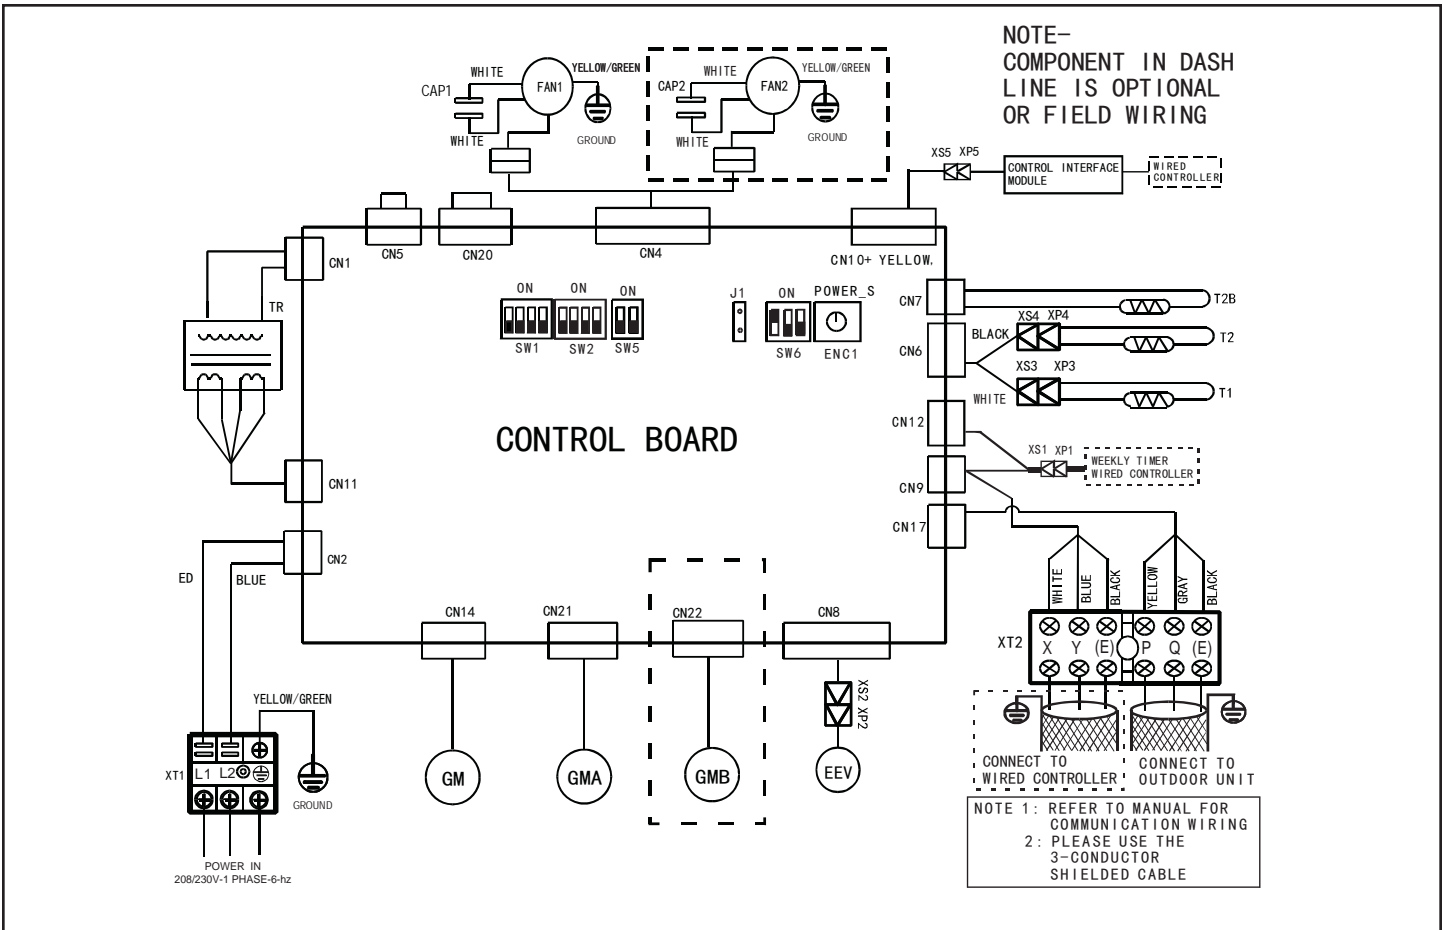 NOTE-
COMPONENT IN DASH
LINE IS OPTIONAL
OR FIELD WIRING
CAP1
WHITE
FAN1
YELLOW/GREEN
WHITE
GROUND
CAP2
WHITE
FAN2
YELLOW/GREEN
WHITE
GROUND
XS5 XP5
CONTROL INTERFACE
MODULE
WIRED
CONTROLLER
CN1
CN5
CN20
CN4
CN10+ YELLOW.
TR
ON
SW1
ON
SW2
ON
SW5
J1
ON
SW6
POWER_S
ENC1
CN7
T2B
CN6
BLACK
XS4 XP4
T2
XS3 XP3
WHITE
T1
CONTROL BOARD
CN12
XS1 XP1
WEEKLY TIMER
WIRED CONTROLLER
CN11
CN9
CN17
CN2
ED
BLUE
WHITE
BLUE
BLACK
YELLOW
GRAY
BLACK
CN14
CN21
CN22
CN8
XT2
X Y (E) P Q (E)
XS2 XP2
YELLOW/GREEN
GM
GMA
GMB
EEV
XT1
L1 L2
GROUND
POWER IN
208/230V-1 PHASE-6-hz
CONNECT TO
WIRED CONTROLLER
CONNECT TO
OUTDOOR UNIT
NOTE 1: REFER TO MANUAL FOR
COMMUNICATION WIRING
2: PLEASE USE THE
3-CONDUCTOR
SHIELDED CABLE